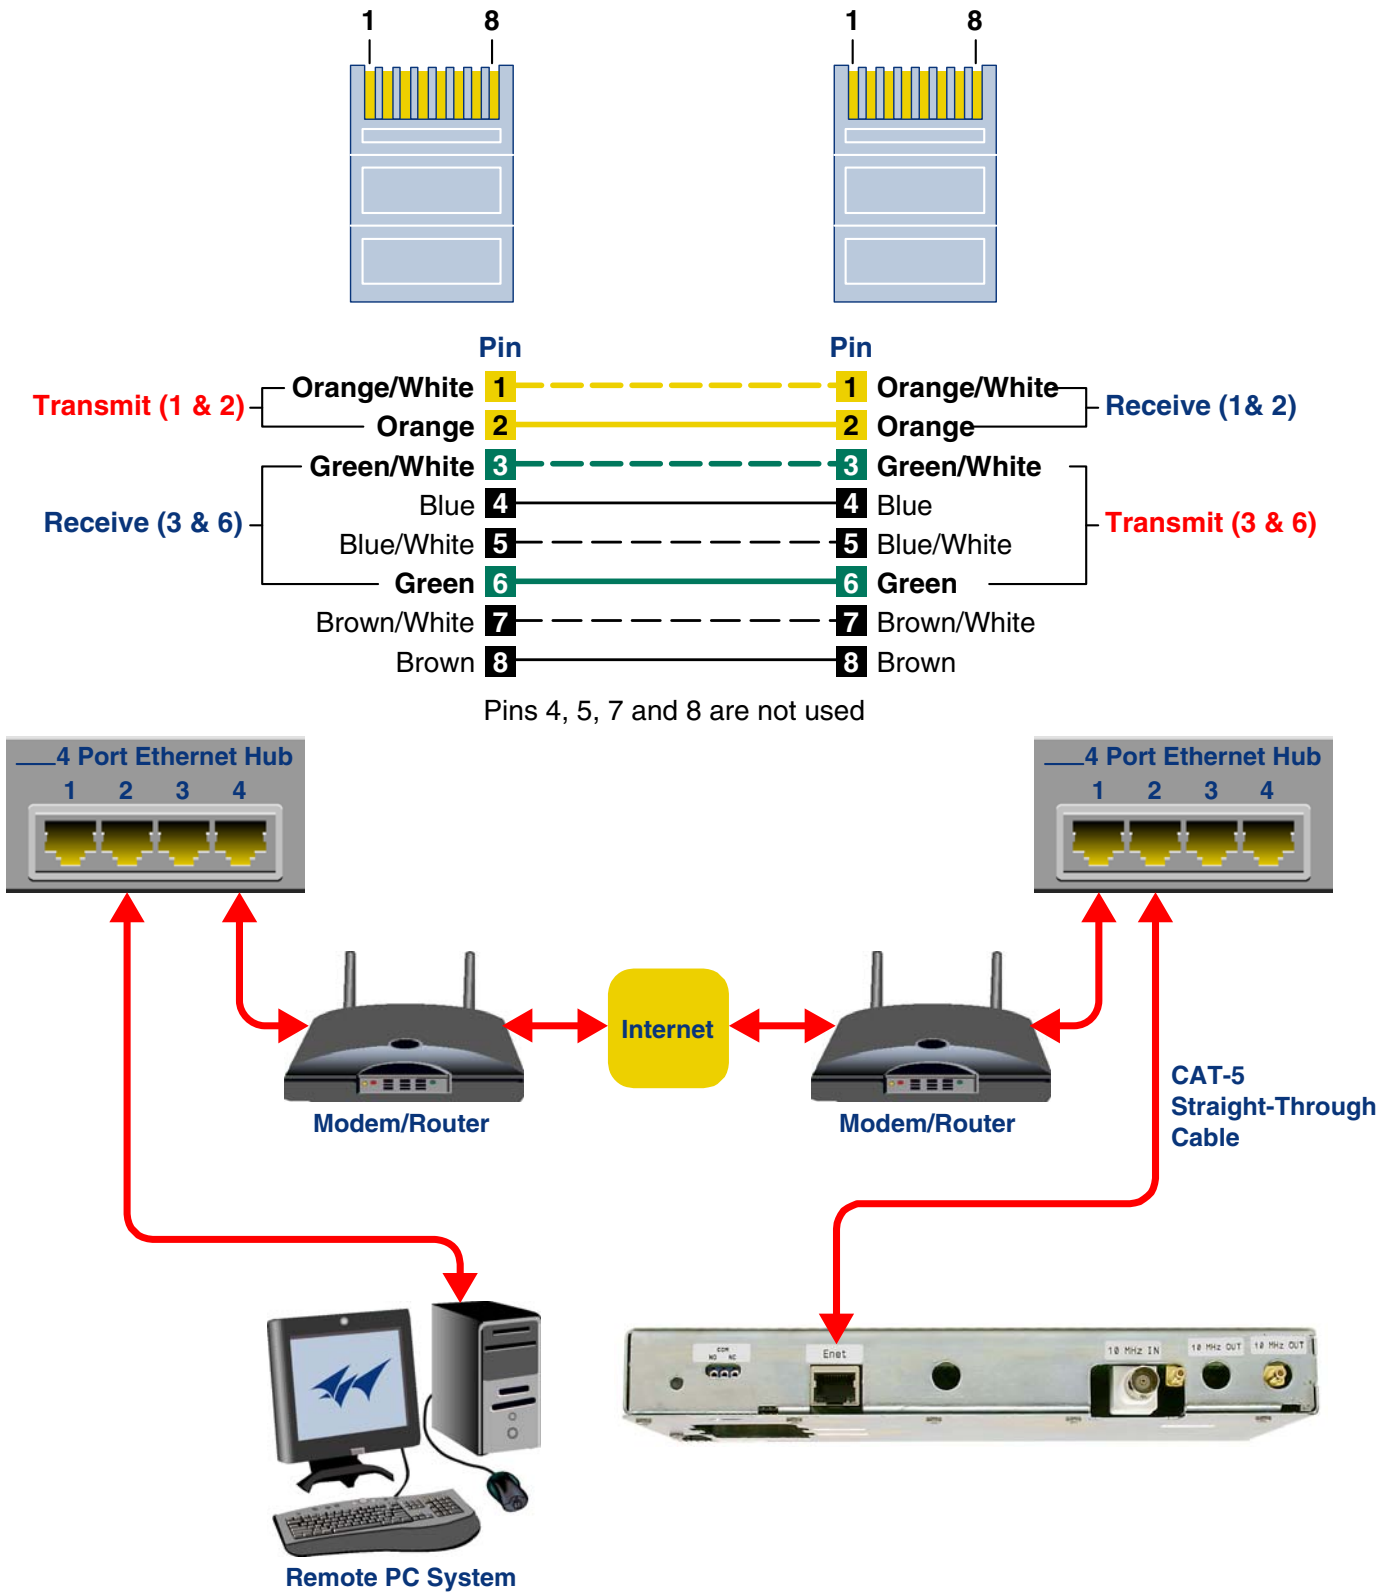 1 8 1 8
Pin Pin
Transmit (1 & 2)
Orange/White 1 1 Orange/White
Receive (1& 2)
Orange 2 2 Orange
Green/White 3 3 Green/White
Blue 4 4 Blue
Receive (3 & 6)
Transmit (3 & 6)
Blue/White 5 5 Blue/White
Green 6 6 Green
Brown/White 7 7 Brown/White
Brown 8 8 Brown
Pins 4, 5, 7 and 8 are not used
4 Port Ethernet Hub
1 2 3 4
4 Port Ethernet Hub
1 2 3 4
Internet
Modem/Router
Modem/Router
CAT-5
Straight-Through
Cable
COM
NO NC
Enet
10 MHz IN
10 MHz OUT
10 MHz OUT
Remote PC System